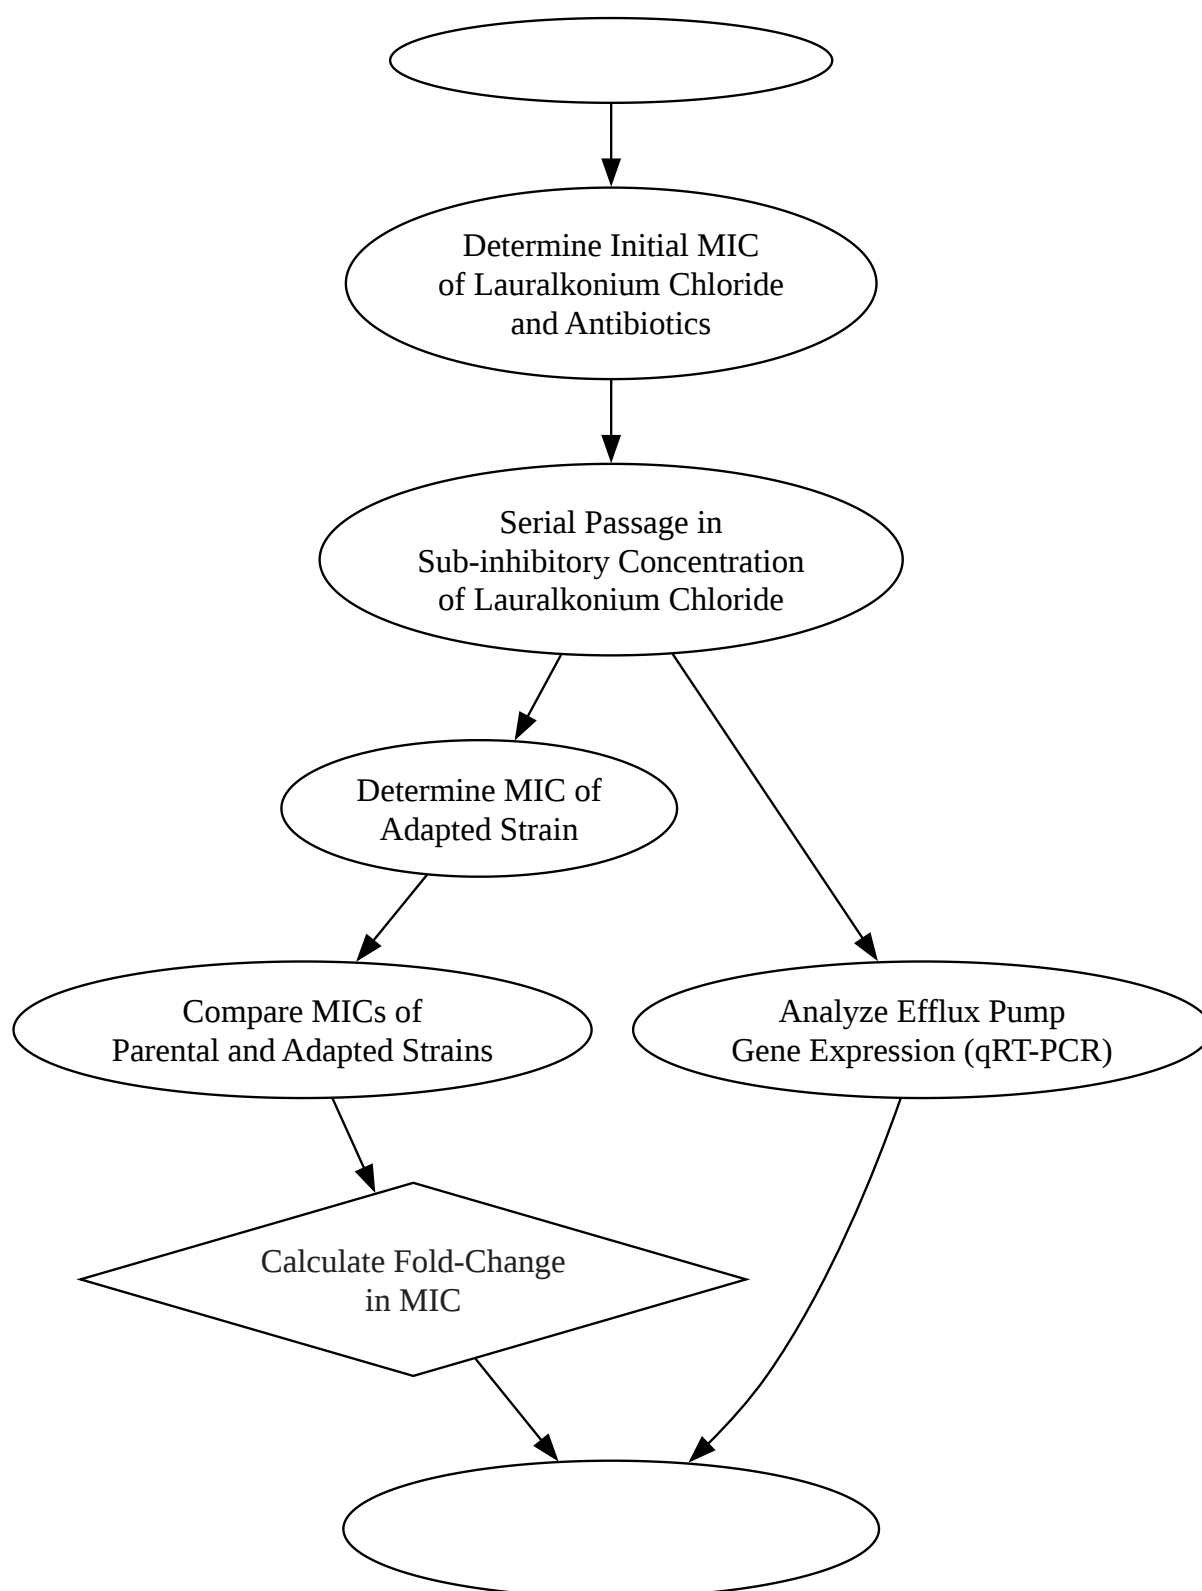 Determine Initial MIC
of Lauralkonium Chloride
and Antibiotics
Serial Passage in
Sub-inhibitory Concentration
of Lauralkonium Chloride
Determine MIC of
Adapted Strain
Compare MICs of
Parental and Adapted Strains
Analyze Efflux Pump
Gene Expression (qRT-PCR)
Calculate Fold-Change
in MIC